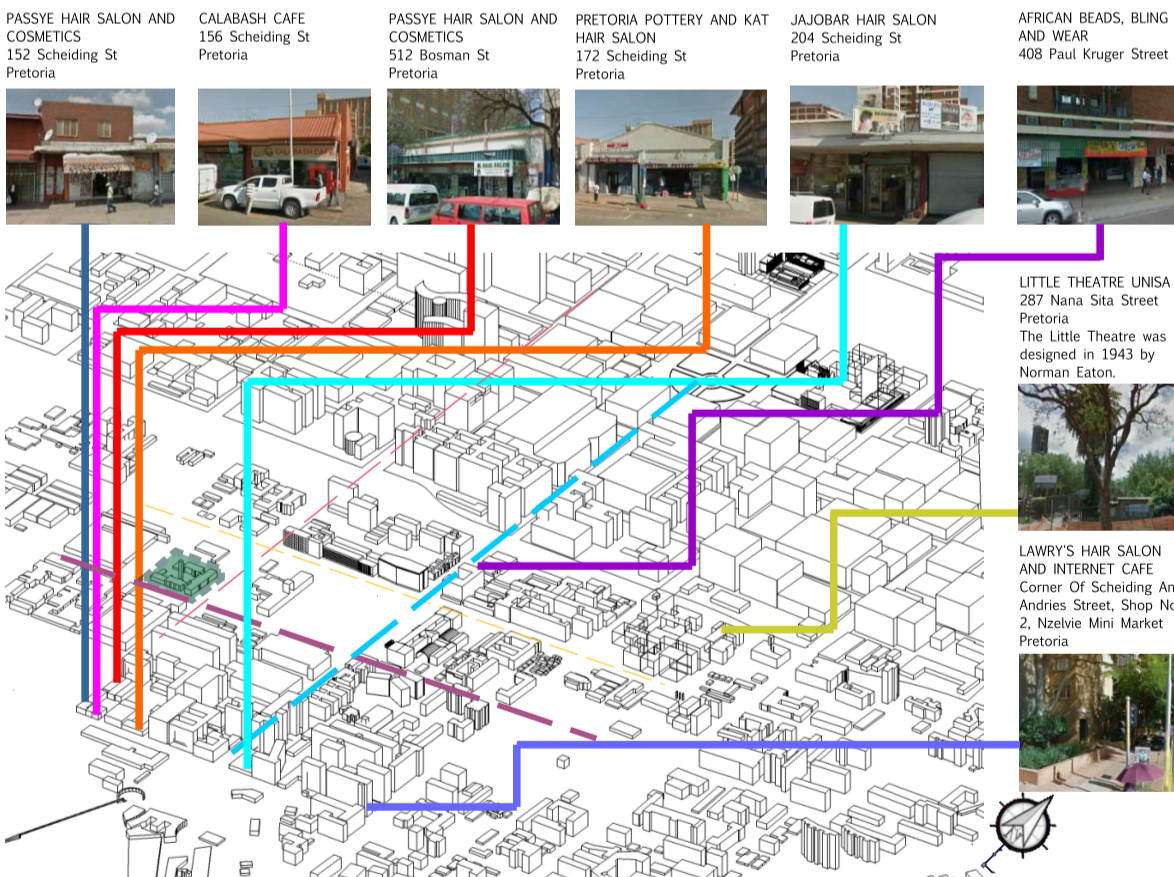 PASSYE HAIR SALON AND
COSMETICS
152 Scheiding St
Pretoria
CALABASH CAFE
156 Scheiding St
Pretoria
PASSYE HAIR SALON AND
COSMETICS
512 Bosman St
Pretoria
PRETORIA POTTERY AND KAT
HAIR SALON
172 Scheiding St
Pretoria
JAJOBAR HAIR SALON
204 Scheiding St
Pretoria
AFRICAN BEADS, BLING
AND WEAR
408 Paul Kruger Street
CALABASH CAFE
HAIR SALON
LITTLE THEATRE UNISA
287 Nana Sita Street
Pretoria
The Little Theatre was
designed in 1943 by
Norman Eaton.
LAWRY'S HAIR SALON
AND INTERNET CAFE
Corner Of Scheiding
Andries Street, Shop
2, Nzelvie Mini Market
Pretoria